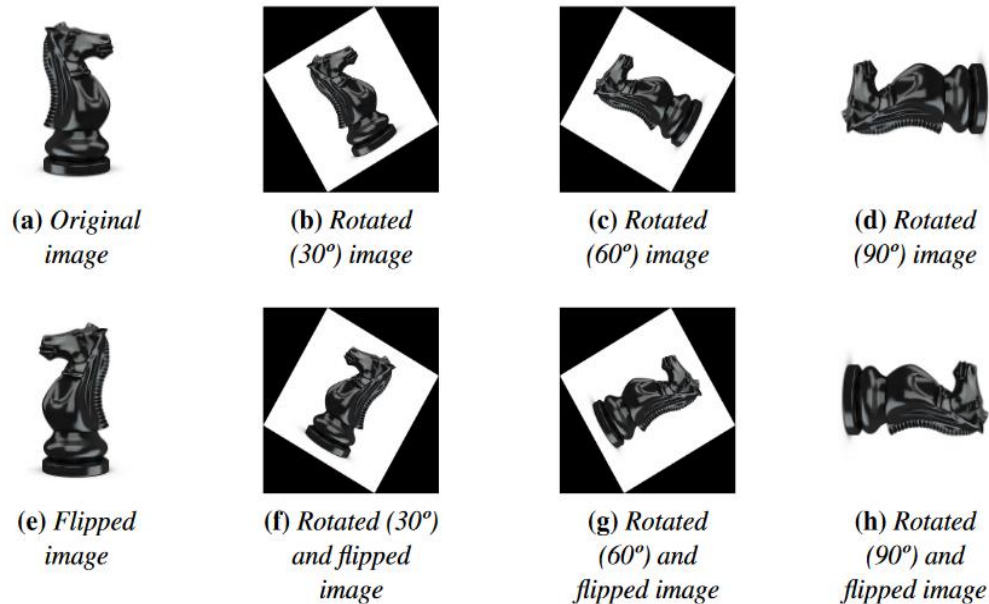 (a) Original
image
(b) Rotated
(30º) image
(c) Rotated
(60º) image
(d) Rotated
(90º) image
(e) Flipped
image
(f) Rotated (30º)
and flipped
image
(g) Rotated
(60º) and
flipped image
(h) Rotated
(90º) and
flipped image